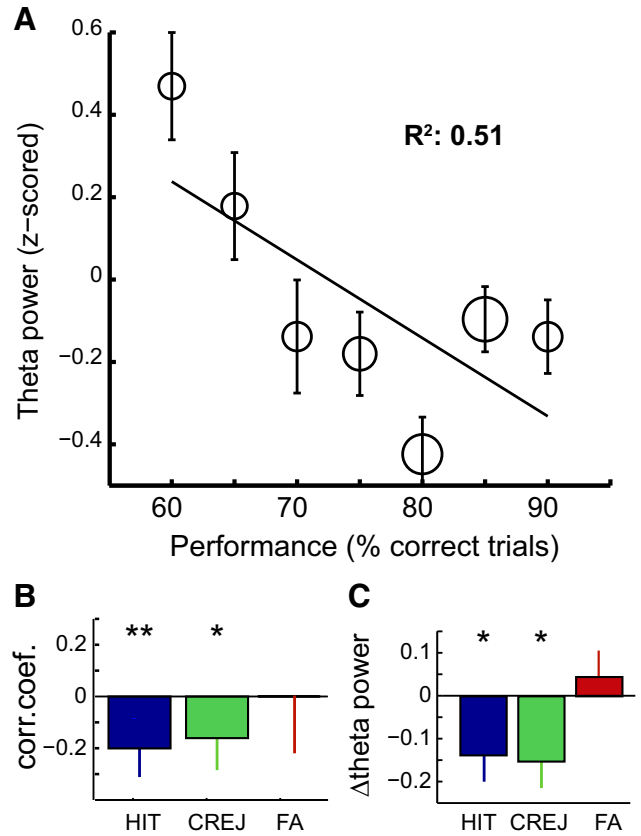 A
Theta power (z−scored)
0.6
0.4
0.2
0
−0.2
−0.4
R²: 0.51
60 70 80 90
Performance (% correct trials)
B
corr.coef.
0.2
0
−0.2
** *
HIT CREJ FA
C
Δtheta power
0.1
0
−0.1
−0.2
* *
HIT CREJ FA